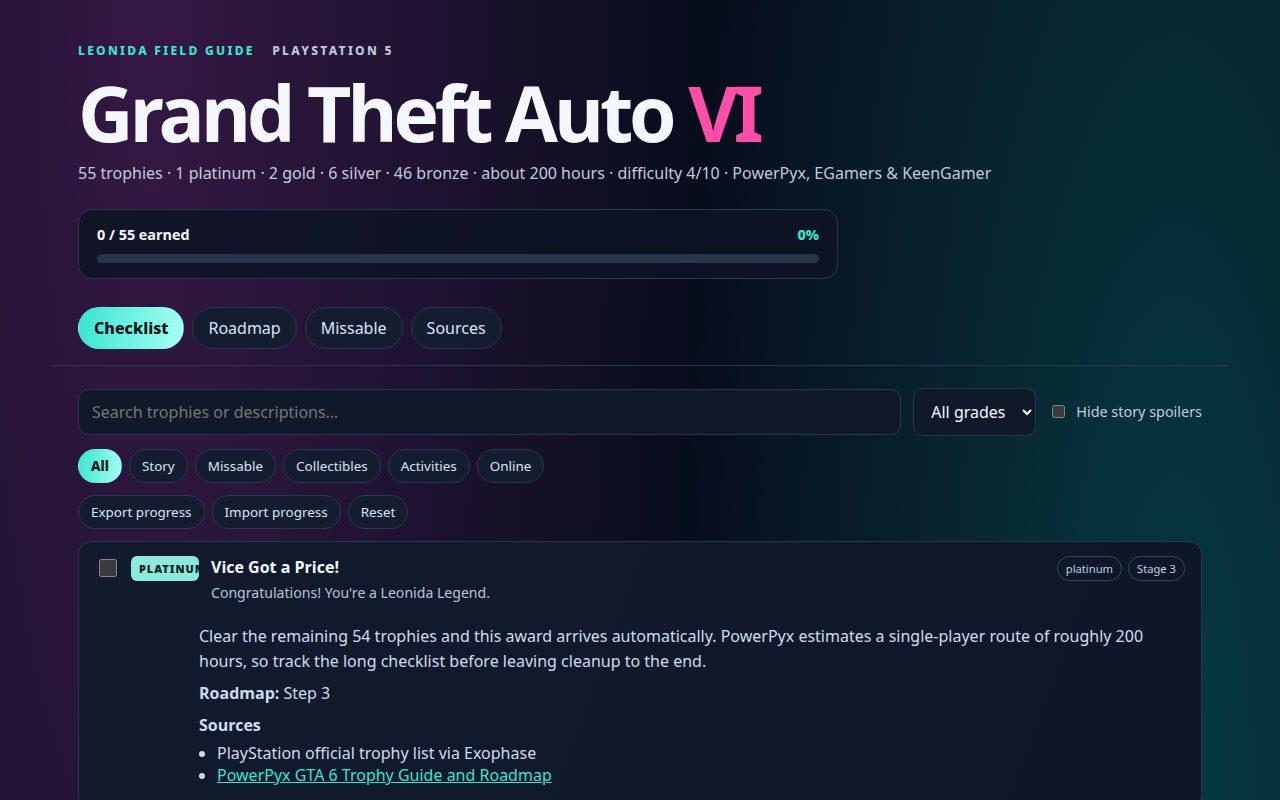 LEONIDA FIELD GUIDE PLAYSTATION 5
Grand Theft Auto VI
55 trophies · 1 platinum · 2 gold · 6 silver · 46 bronze · about 200 hours · difficulty 4/10 · PowerPyx, EGamers & KeenGamer
0 / 55 earned 0%
Checklist Roadmap Missable Sources
Search trophies or descriptions... All grades Hide story spoilers
All Story Missable Collectibles Activities Online
Export progress Import progress Reset
PLATINUM Vice Got a Price! platinum Stage 3
Congratulations! You're a Leonida Legend.
Clear the remaining 54 trophies and this award arrives automatically. PowerPyx estimates a single-player route of roughly 200
hours, so track the long checklist before leaving cleanup to the end.
Roadmap: Step 3
Sources
PlayStation official trophy list via Exophase
PowerPyx GTA 6 Trophy Guide and Roadmap